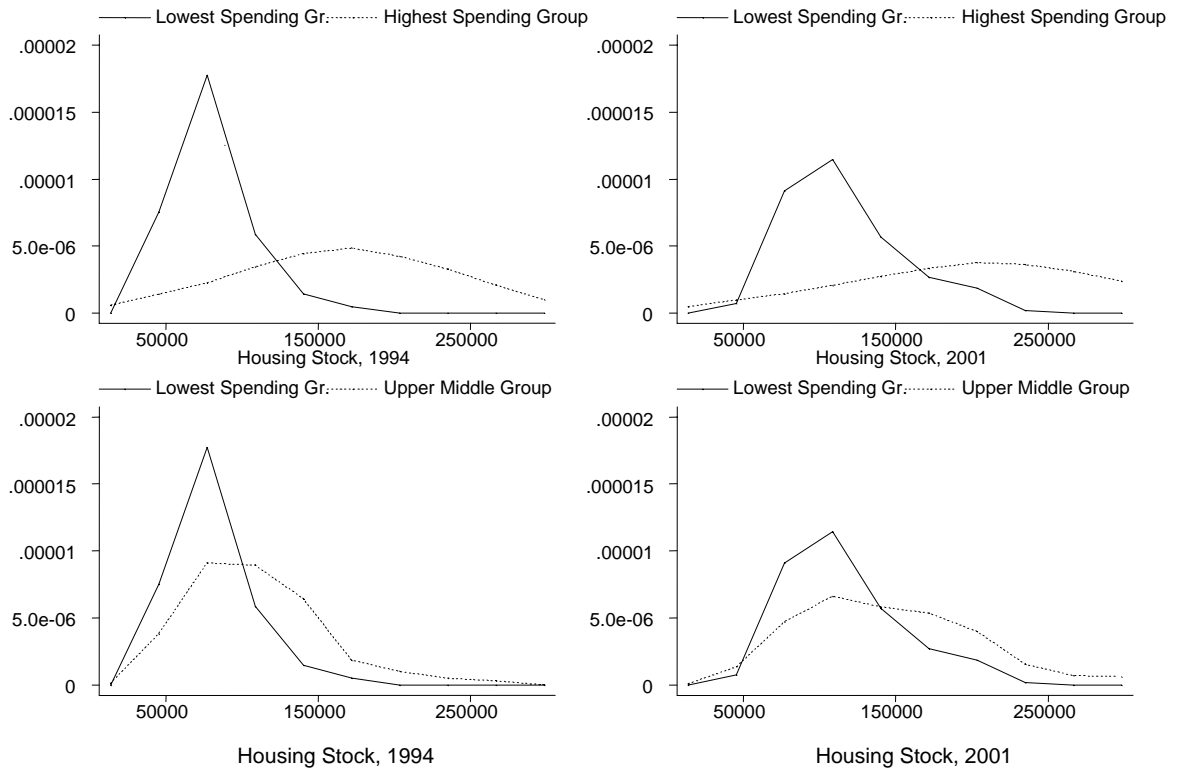 Lowest Spending Gr. Highest Spending Group
.00002
.000015
.00001
5.0e-06
0
50000 150000 250000
Housing Stock, 1994
Lowest Spending Gr. Highest Spending Group
.00002
.000015
.00001
5.0e-06
0
50000 150000 250000
Housing Stock, 2001
Lowest Spending Gr. Upper Middle Group
.00002
.000015
.00001
5.0e-06
0
50000 150000 250000
Housing Stock, 1994
Lowest Spending Gr. Upper Middle Group
.00002
.000015
.00001
5.0e-06
0
50000 150000 250000
Housing Stock, 2001